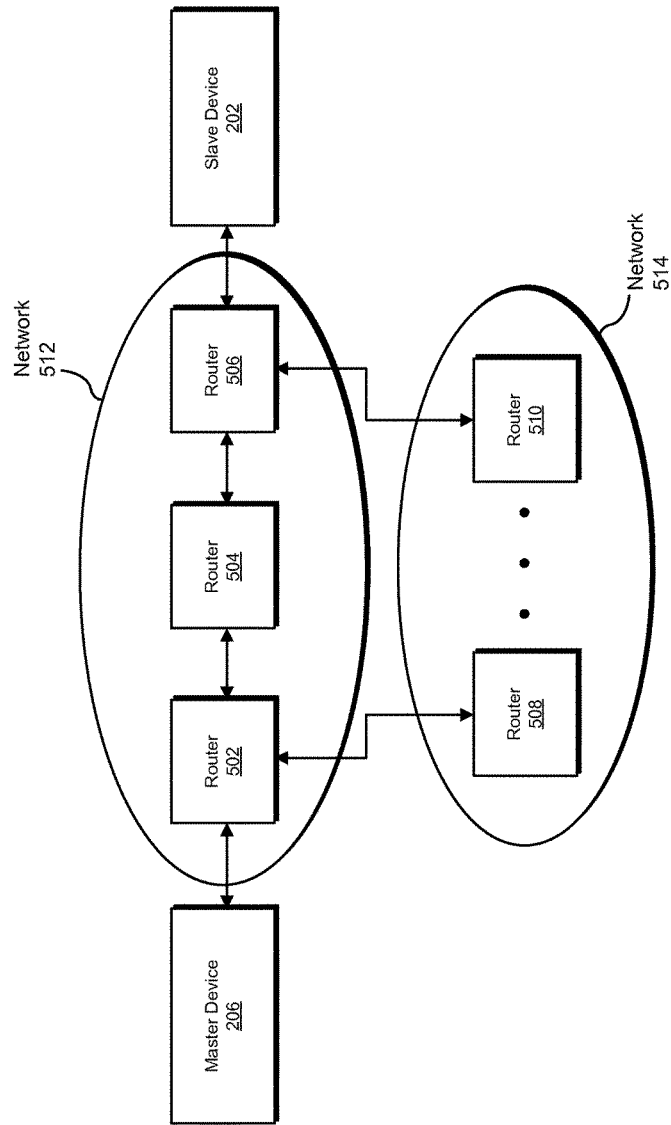 Network
512
Master Device
206
Router
502
Router
504
Router
506
Slave Device
202
Router
508
Router
510
Network
514